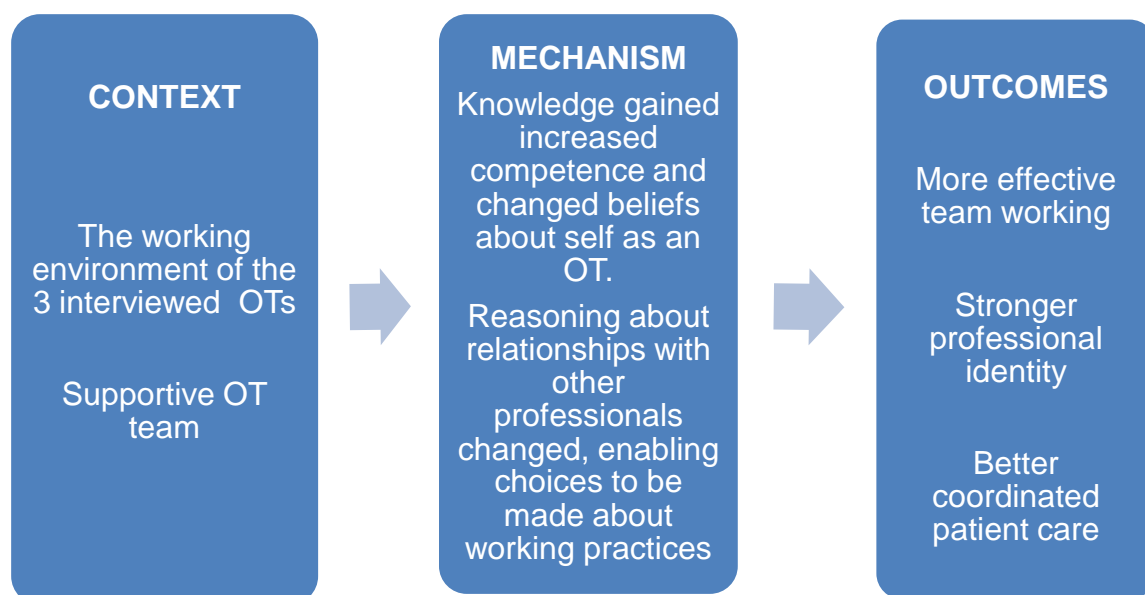 CONTEXT
The working
environment of the
3 interviewed OTs
Supportive OT
team
MECHANISM
Knowledge gained
increased
competence and
changed beliefs
about self as an
OT.
Reasoning about
relationships with
other
professionals
changed, enabling
choices to be
made about
working practices
OUTCOMES
More effective
team working
Stronger
professional
identity
Better
coordinated
patient care